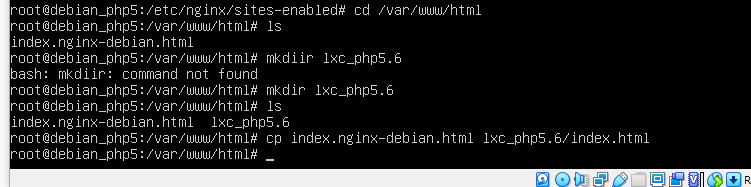 root@debian_php5:/etc/nginx/sites-enabled# cd /var/www/html
root@debian_php5:/var/www/html# ls
index.nginx-debian.html
root@debian_php5:/var/www/html# mkdiir lxc_php5.6
bash: mkdiir: command not found
root@debian_php5:/var/www/html# mkdir lxc_php5.6
root@debian_php5:/var/www/html# ls
index.nginx-debian.html  lxc_php5.6
root@debian_php5:/var/www/html# cp index.nginx-debian.html lxc_php5.6/index.html
root@debian_php5:/var/www/html# _
R